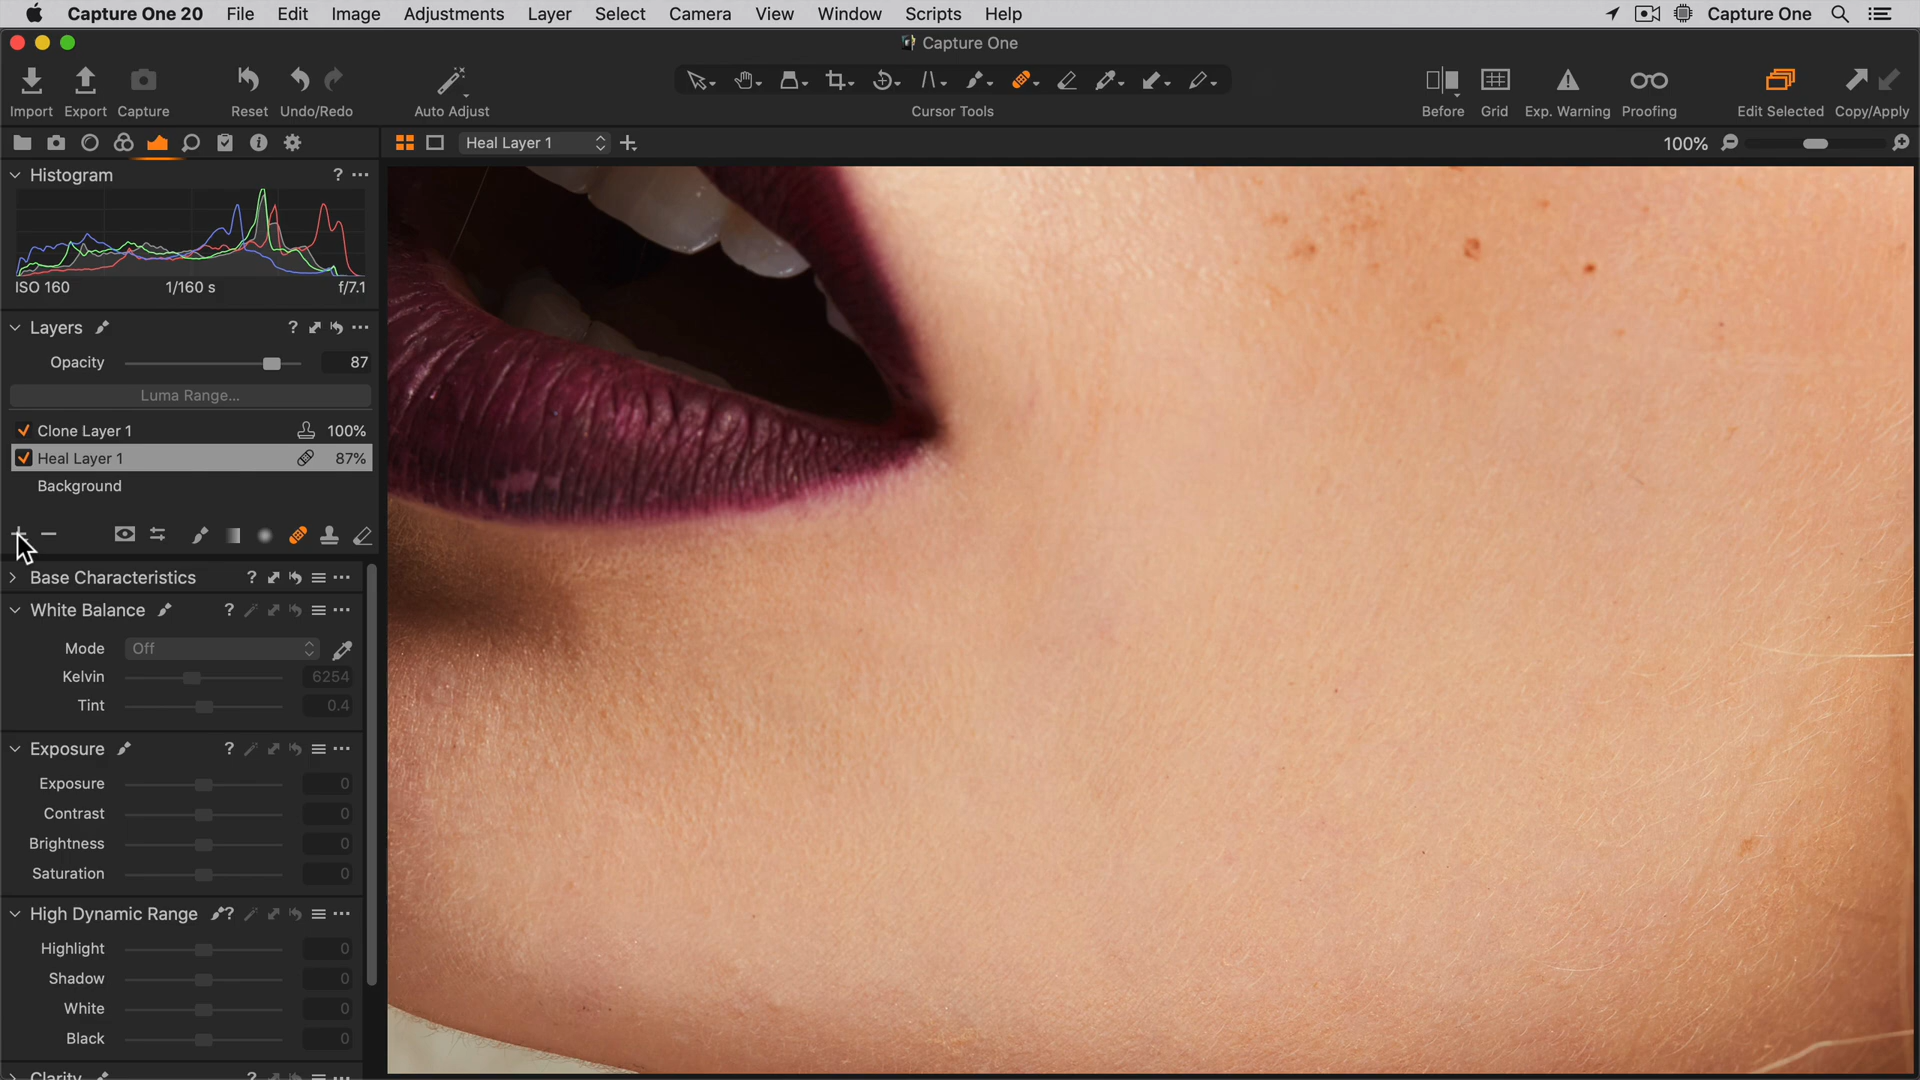 Capture One 20 File Edit Image Adjustments Layer Select Camera View Window Scripts Help Capture One
Capture One
Import Export Capture Reset Undo/Redo Auto Adjust Cursor Tools Before Grid Exp. Warning Proofing Edit Selected Copy/Apply
Heal Layer 1 100%
Histogram ?
ISO 160 1/160 s f/7.1
Layers ?
Opacity 87
Luma Range...
Clone Layer 1 100%
Heal Layer 1 87%
Background
Base Characteristics ?
White Balance ?
Mode Off
Kelvin 6254
Tint 0.4
Exposure ?
Exposure 0
Contrast 0
Brightness 0
Saturation 0
High Dynamic Range ?
Highlight 0
Shadow 0
White 0
Black 0
Clarity ?